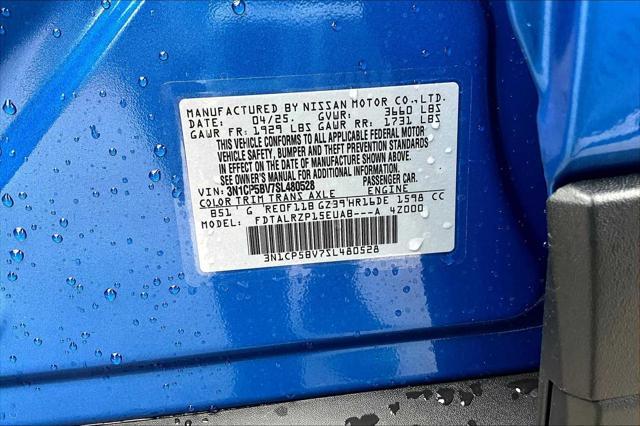 MANUFACTURED BY NISSAN MOTOR CO., LTD.
DATE: 04/25. GVWR: 3660 LBS
GAWR FR: 1929 LBS GAWR RR: 1731 LBS
THIS VEHICLE CONFORMS TO ALL APPLICABLE FEDERAL MOTOR
VEHICLE SAFETY, BUMPER AND THEFT PREVENTION STANDARDS
IN EFFECT ON THE DATE OF MANUFACTURE SHOWN ABOVE.
SEE OWNER'S MANUAL FOR ADDITIONAL INFORMATION.
VIN: 3N1CP5BV7SL480528 PASSENGER CAR.
COLOR TRIM TRANS AXLE ENGINE
B51 G RE0F11B GZ39 HR16DE 1598 CC
MODEL: FDTALRZP15EUAB---A 4Z000
3N1CP5BV7SL480528